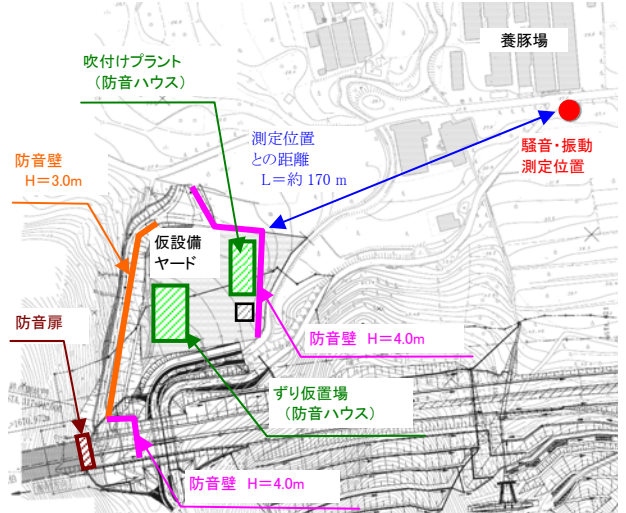 養豚場
吹付けプラント
（防音ハウス）
測定位置
との距離
L＝約 170 m
騒音・振動
測定位置
防音壁
H＝3.0m
仮設備
ヤード
防音扉
防音壁 H＝4.0m
ずり仮置場
（防音ハウス）
防音壁 H＝4.0m